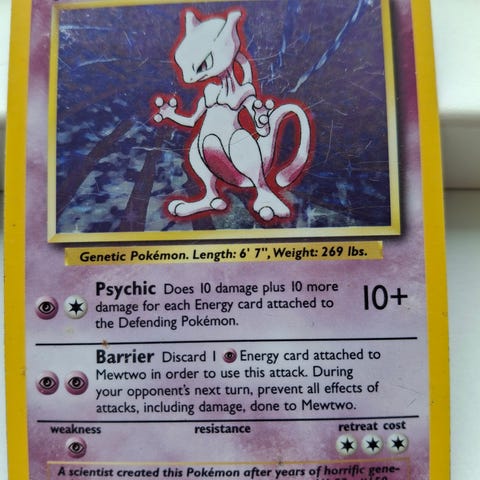 Genetic Pokémon. Length: 6' 7", Weight: 269 lbs.
Psychic Does 10 damage plus 10 more
damage for each Energy card attached to
the Defending Pokémon.
10+
Barrier Discard 1 Energy card attached to
Mewtwo in order to use this attack. During
your opponent's next turn, prevent all effects of
attacks, including damage, done to Mewtwo.
weakness resistance retreat cost
A scientist created this Pokémon after years of horrific gene-